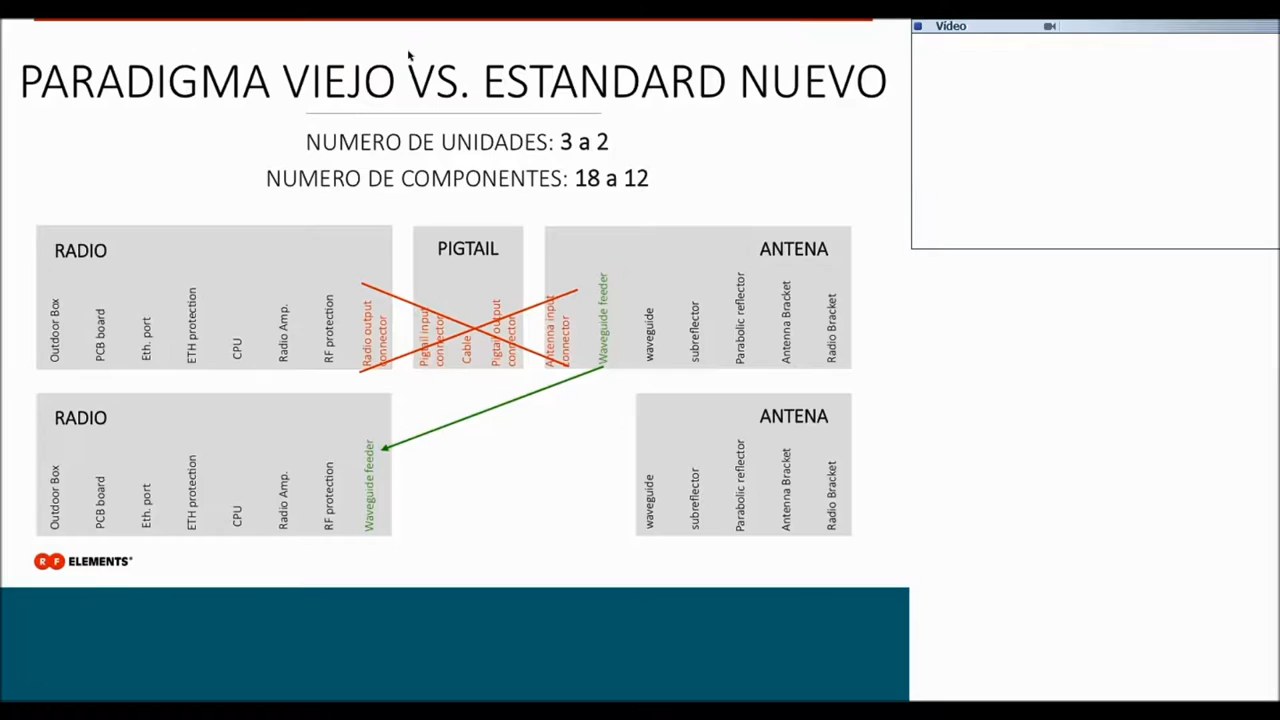 Vídeo
PARADIGMA VIEJO VS. ESTANDARD NUEVO
NUMERO DE UNIDADES: 3 a 2
NUMERO DE COMPONENTES: 18 a 12
RADIO
Outdoor Box
PCB board
Eth. port
ETH protection
CPU
Radio Amp.
RF protection
Radio output
connector
PIGTAIL
Pigtail input
connector
Cable
Pigtail output
connector
ANTENA
Antenna input
connector
Waveguide feeder
waveguide
subreflector
Parabolic reflector
Antenna Bracket
Radio Bracket
RADIO
Outdoor Box
PCB board
Eth. port
ETH protection
CPU
Radio Amp.
RF protection
Waveguide feeder
ANTENA
waveguide
subreflector
Parabolic reflector
Antenna Bracket
Radio Bracket
RF ELEMENTS®